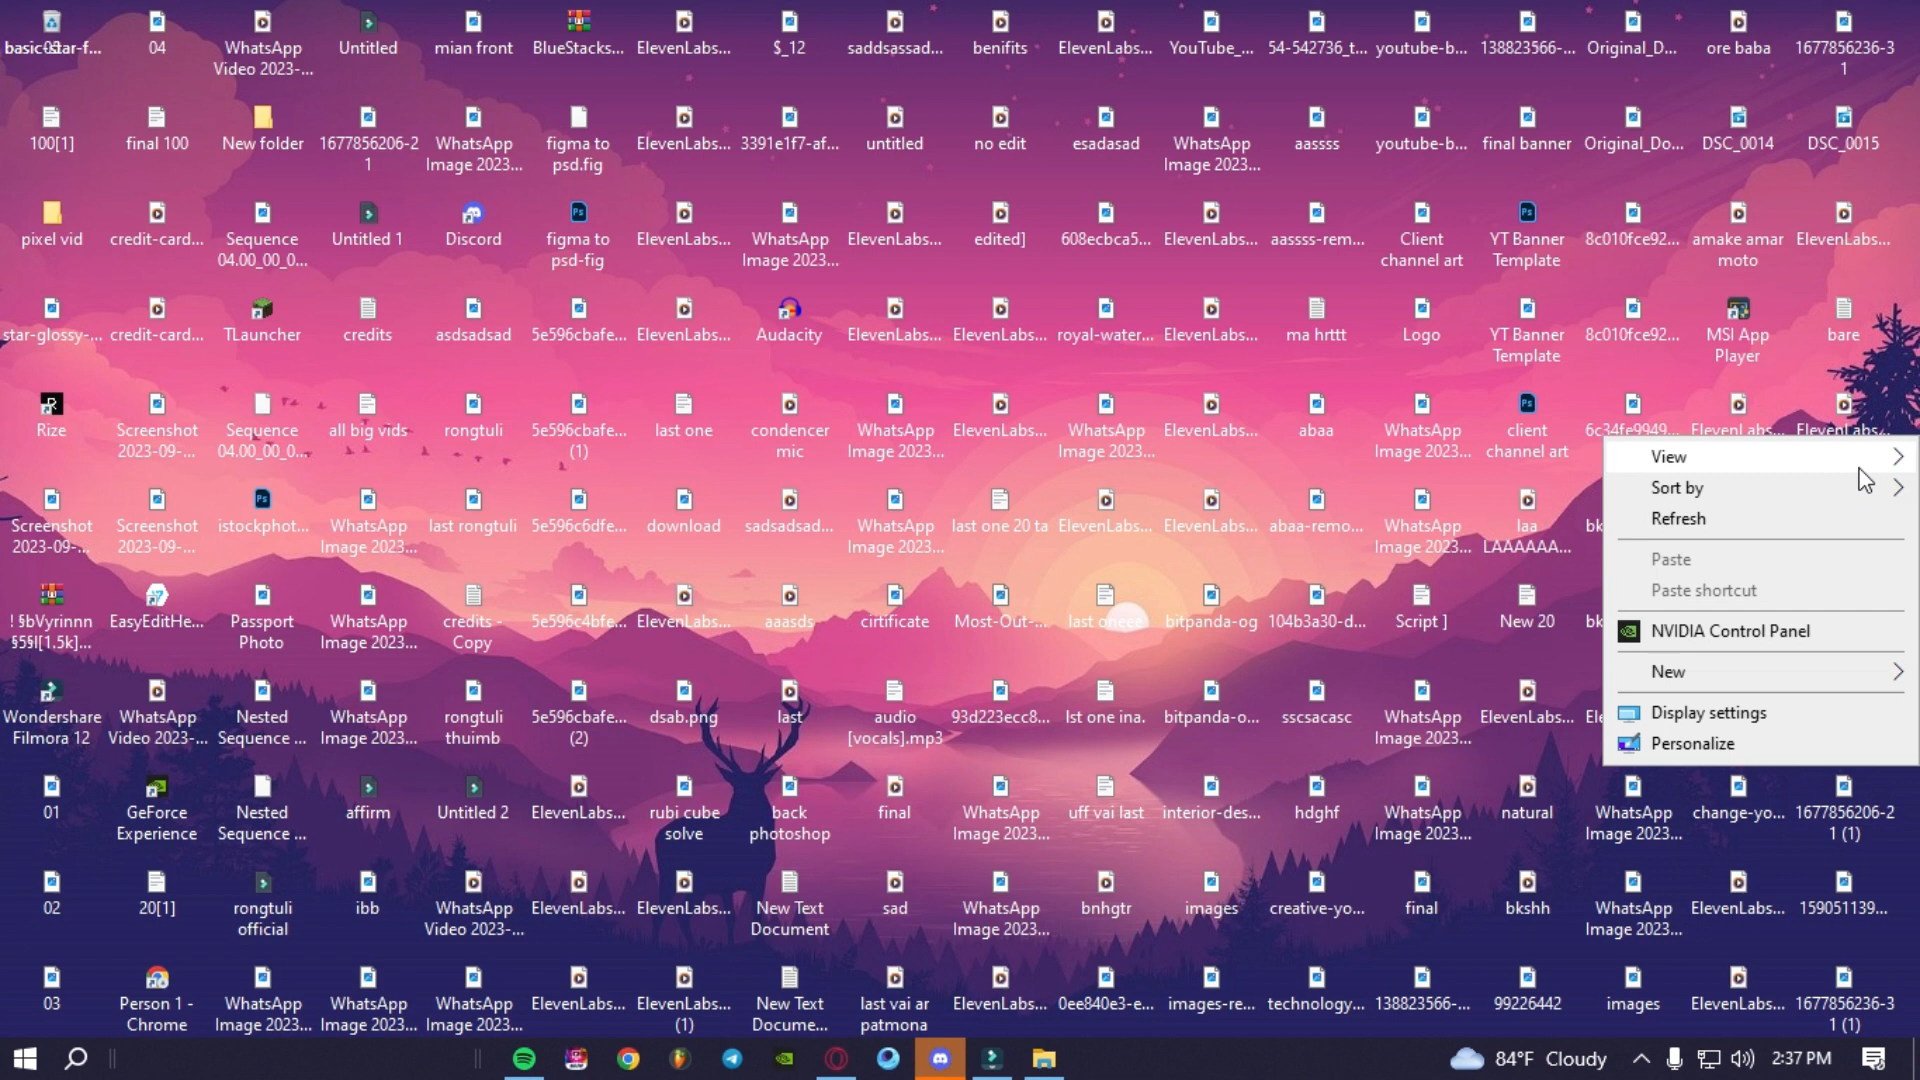 basic-star-f...
04
WhatsApp
Video 2023-...
Untitled
mian front
BlueStacks...
ElevenLabs...
$_12
saddsassad...
benifits
ElevenLabs...
YouTube_...
54-542736_t...
youtube-b...
138823566-...
Original_D...
ore baba
1677856236-3
1
100[1]
final 100
New folder
1677856206-2
1
WhatsApp
Image 2023...
figma to
psd.fig
ElevenLabs...
3391e1f7-af...
untitled
no edit
esadasad
WhatsApp
Image 2023...
aassss
youtube-b...
final banner
Original_Do...
DSC_0014
DSC_0015
pixel vid
credit-card...
Sequence
04.00_00_0...
Untitled 1
Discord
figma to
psd-fig
ElevenLabs...
WhatsApp
Image 2023...
ElevenLabs...
edited]
608ecbca5...
ElevenLabs...
aassss-rem...
Client
channel art
YT Banner
Template
8c010fce92...
amake amar
moto
ElevenLabs...
star-glossy-...
credit-card...
TLauncher
credits
asdsadsad
5e596cbafe...
ElevenLabs...
Audacity
ElevenLabs...
ElevenLabs...
royal-water...
ElevenLabs...
ma hrttt
Logo
YT Banner
Template
8c010fce92...
MSI App
Player
bare
Rize
Screenshot
2023-09-...
Sequence
04.00_00_0...
all big vids
rongtuli
5e596cbafe...
(1)
last one
condencer
mic
WhatsApp
Image 2023...
ElevenLabs...
WhatsApp
Image 2023...
ElevenLabs...
abaa
WhatsApp
Image 2023...
client
channel art
6c34fe9949...
ElevenLabs...
ElevenLabs...
Screenshot
2023-09-...
Screenshot
2023-09-...
istockphot...
WhatsApp
Image 2023...
last rongtuli
5e596c6dfe...
download
sadsadsad...
WhatsApp
Image 2023...
last one 20 ta
ElevenLabs...
ElevenLabs...
abaa-remo...
WhatsApp
Image 2023...
laa
LAAAAAA...
bk
! §bVyrinnn
§5§l[1.5k]...
EasyEditHe...
Passport
Photo
WhatsApp
Image 2023...
credits -
Copy
5e596c4bfe...
ElevenLabs...
aaasds
cirtificate
Most-Out-...
last oneee
bitpanda-og
104b3a30-d...
Script ]
New 20
bk
Wondershare
Filmora 12
WhatsApp
Video 2023-...
Nested
Sequence ...
WhatsApp
Image 2023...
rongtuli
thuimb
5e596cbafe...
(2)
dsab.png
last
audio
[vocals].mp3
93d223ecc8...
lst one ina.
bitpanda-o...
sscsacasc
WhatsApp
Image 2023...
ElevenLabs...
Ele
01
GeForce
Experience
Nested
Sequence ...
affirm
Untitled 2
ElevenLabs...
rubi cube
solve
back
photoshop
final
WhatsApp
Image 2023...
uff vai last
interior-des...
hdghf
WhatsApp
Image 2023...
natural
WhatsApp
Image 2023...
change-yo...
1677856206-2
1 (1)
02
20[1]
rongtuli
official
ibb
WhatsApp
Video 2023-...
ElevenLabs...
ElevenLabs...
New Text
Document
sad
WhatsApp
Image 2023...
bnhgtr
images
creative-yo...
final
bkshh
WhatsApp
Image 2023...
ElevenLabs...
159051139...
03
Person 1 -
Chrome
WhatsApp
Image 2023...
WhatsApp
Image 2023...
WhatsApp
Image 2023...
ElevenLabs...
ElevenLabs...
(1)
New Text
Docume...
last vai ar
patmona
ElevenLabs...
0ee840e3-e...
images-re...
technology...
138823566-...
99226442
images
ElevenLabs...
1677856236-3
1 (1)
View
Sort by
Refresh
Paste
Paste shortcut
NVIDIA Control Panel
New
Display settings
Personalize
84°F Cloudy
2:37 PM